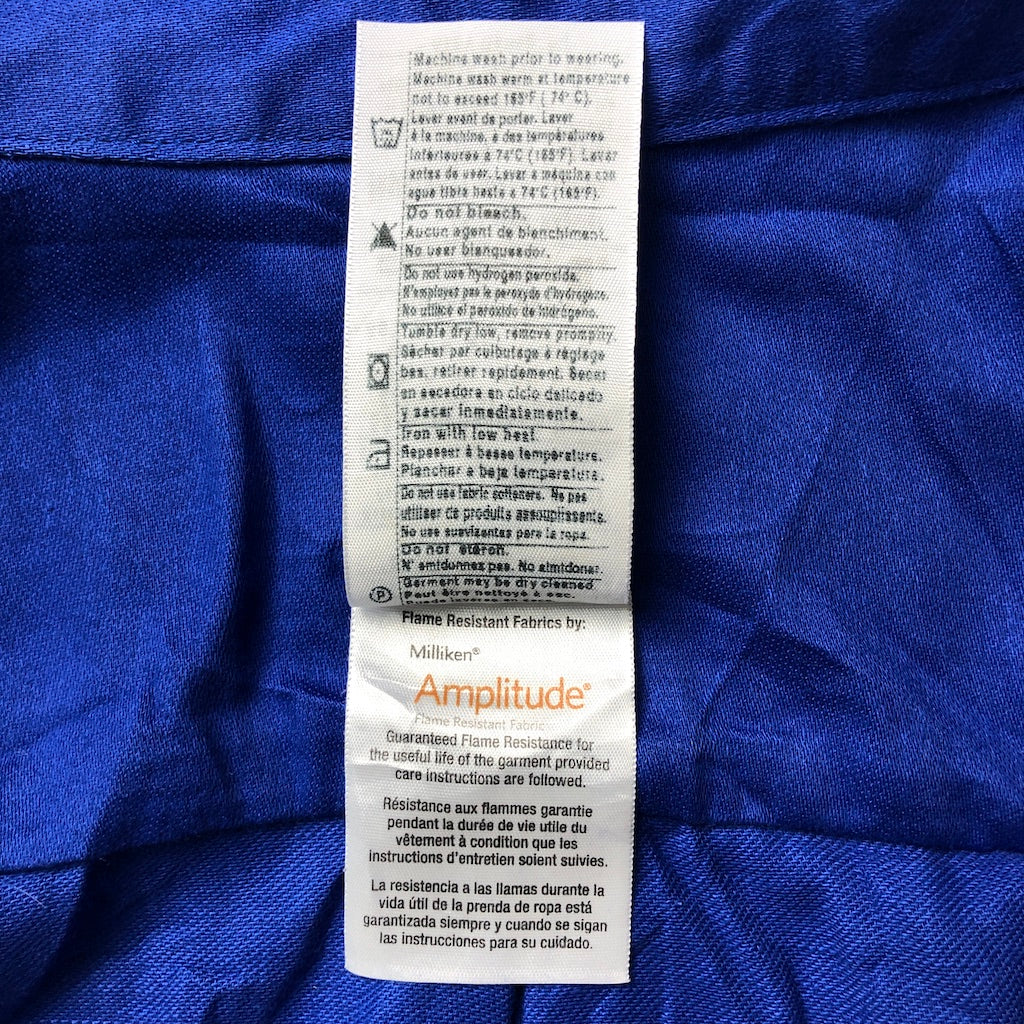 Machine wash prior to wearing.
Machine wash warm at temperature
not to exceed 165°F ( 74° C).
Laver avant de porter. Laver
à la machine, à des températures
inférieures à 74°C (165°F). Lavar
antes de usar. Lavar a máquina con
agua tibia hasta a 74°C (165°F).
Do not bleach.
Aucun agent de blanchiment.
No usar blanqueador.
Do not use hydrogen peroxide.
N'employez pas le peroxyde d'hydrogène.
No utilice el peróxido de hidrógeno.
Tumble dry low, remove promptly.
Sécher par culbutage à réglage
bas, retirer rapidement. Secar
en secadora en ciclo delicado
y sacar inmediatamente.
Iron with low heat.
Repasser à basse température.
Planchar a baja temperatura.
Do not use fabric softeners. Ne pas
utiliser de produits assouplissants.
No use suavizantes para la ropa.
Do not starch.
N' amidonnez pas. No almidonar.
P
Garment may be dry cleaned
Peut être nettoyé à sec.
Flame Resistant Fabrics by:
Milliken®
Amplitude®
Flame Resistant Fabric
Guaranteed Flame Resistance for
the useful life of the garment provided
care instructions are followed.
Résistance aux flammes garantie
pendant la durée de vie utile du
vêtement à condition que les
instructions d'entretien soient suivies.
La resistencia a las llamas durante la
vida útil de la prenda de ropa está
garantizada siempre y cuando se sigan
las instrucciones para su cuidado.